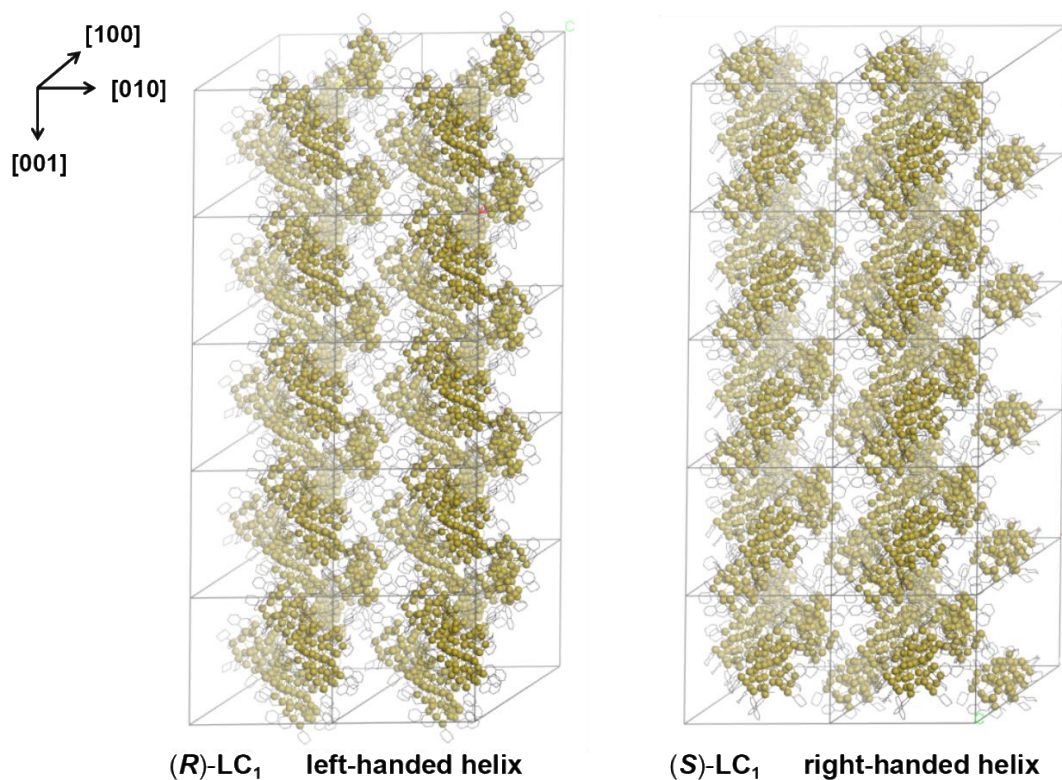 [100]
[010]
[001]
C
(R)-LC₁ left-handed helix
(S)-LC₁ right-handed helix